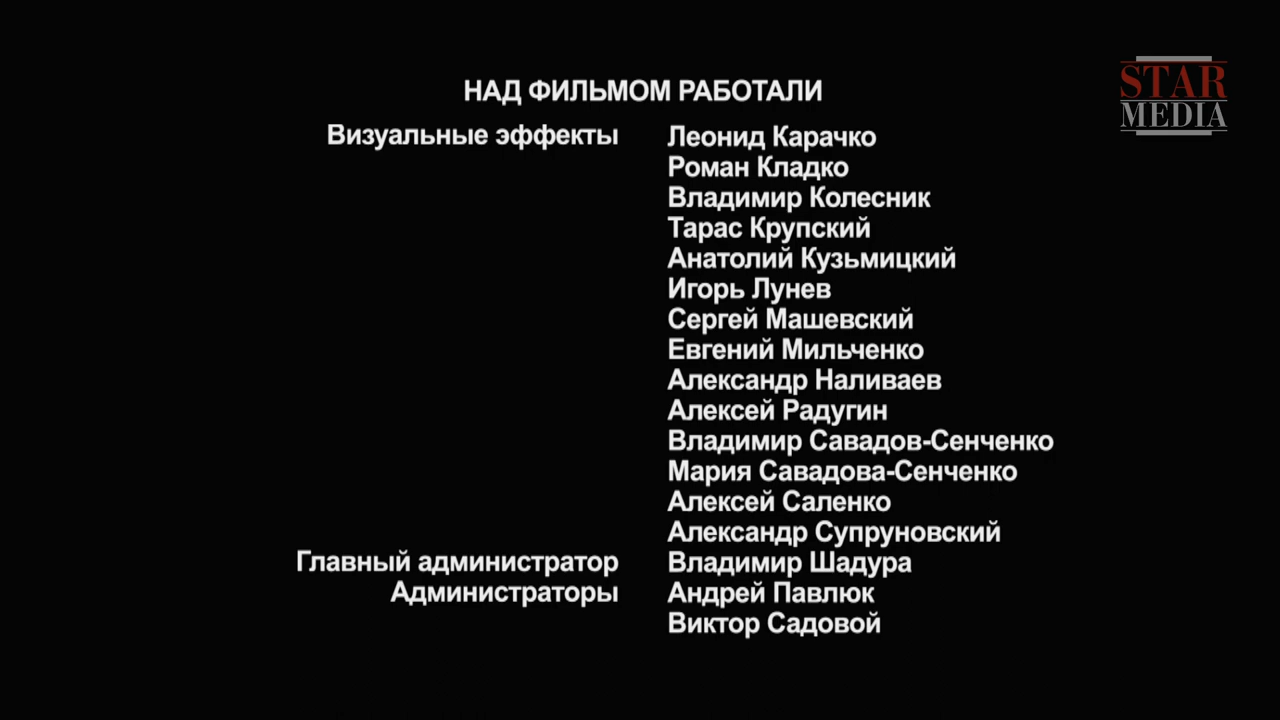 STAR
MEDIA
НАД ФИЛЬМОМ РАБОТАЛИ
Визуальные эффекты Леонид Карачко
Роман Кладко
Владимир Колесник
Тарас Крупский
Анатолий Кузьмицкий
Игорь Лунев
Сергей Машевский
Евгений Мильченко
Александр Наливаев
Алексей Радугин
Владимир Савадов-Сенченко
Мария Савадова-Сенченко
Алексей Саленко
Александр Супруновский
Главный администратор Владимир Шадура
Администраторы Андрей Павлюк
Виктор Садовой